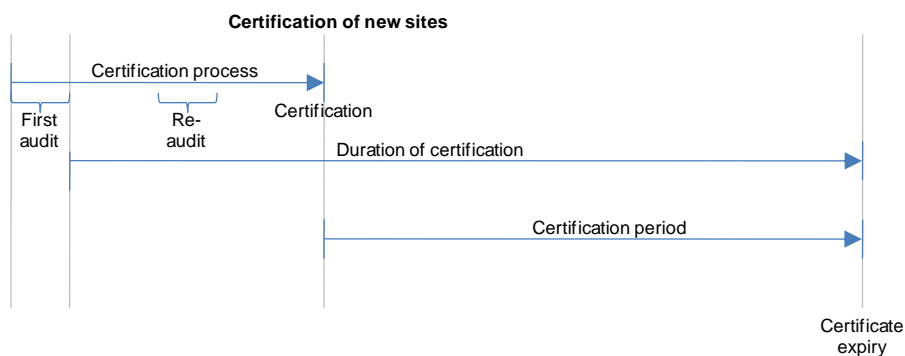 Certification of new sites
Certification process
Certification
First
audit
Re-
audit
Duration of certification
Certification period
Certificate
expiry